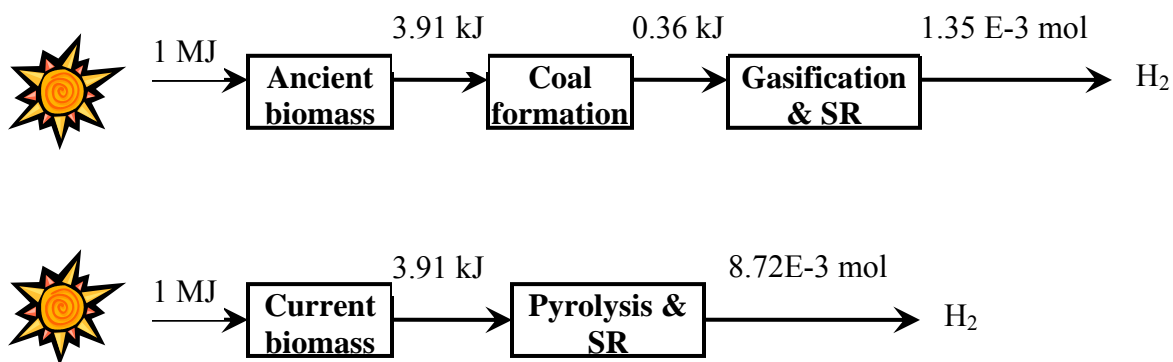 1 MJ
3.91 kJ
0.36 kJ
1.35 E-3 mol
Ancient
biomass
Coal
formation
Gasification
& SR
H2
1 MJ
3.91 kJ
8.72E-3 mol
Current
biomass
Pyrolysis &
SR
H2